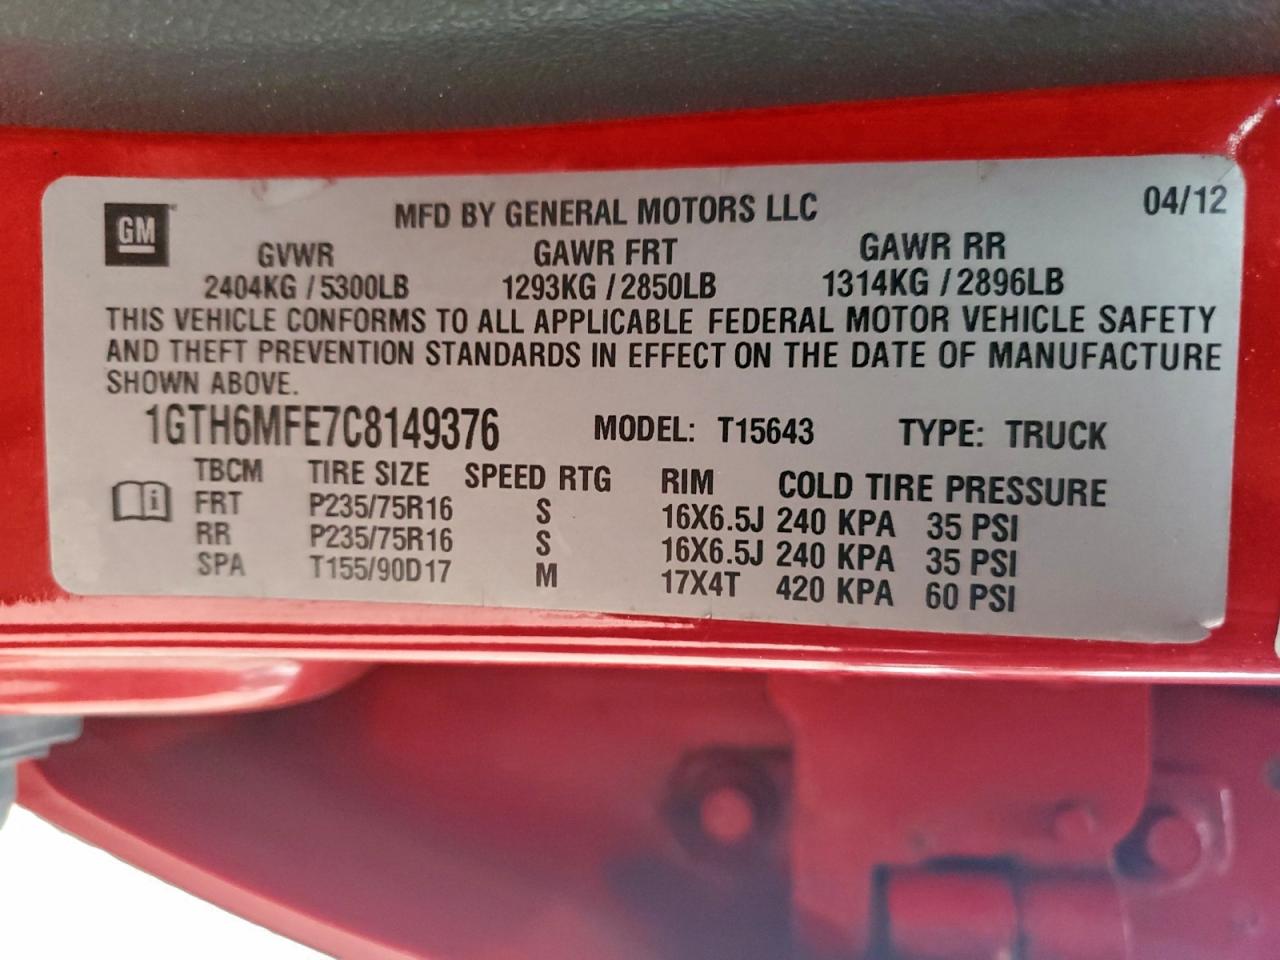 GM
MFD BY GENERAL MOTORS LLC 04/12
GVWR GAWR FRT GAWR RR
2404KG / 5300LB 1293KG / 2850LB 1314KG / 2896LB
THIS VEHICLE CONFORMS TO ALL APPLICABLE FEDERAL MOTOR VEHICLE SAFETY
AND THEFT PREVENTION STANDARDS IN EFFECT ON THE DATE OF MANUFACTURE
SHOWN ABOVE.
1GTH6MFE7C8149376 MODEL: T15643 TYPE: TRUCK
TBCM TIRE SIZE SPEED RTG RIM COLD TIRE PRESSURE
FRT P235/75R16 S 16X6.5J 240 KPA 35 PSI
RR P235/75R16 S 16X6.5J 240 KPA 35 PSI
SPA T155/90D17 M 17X4T 420 KPA 60 PSI